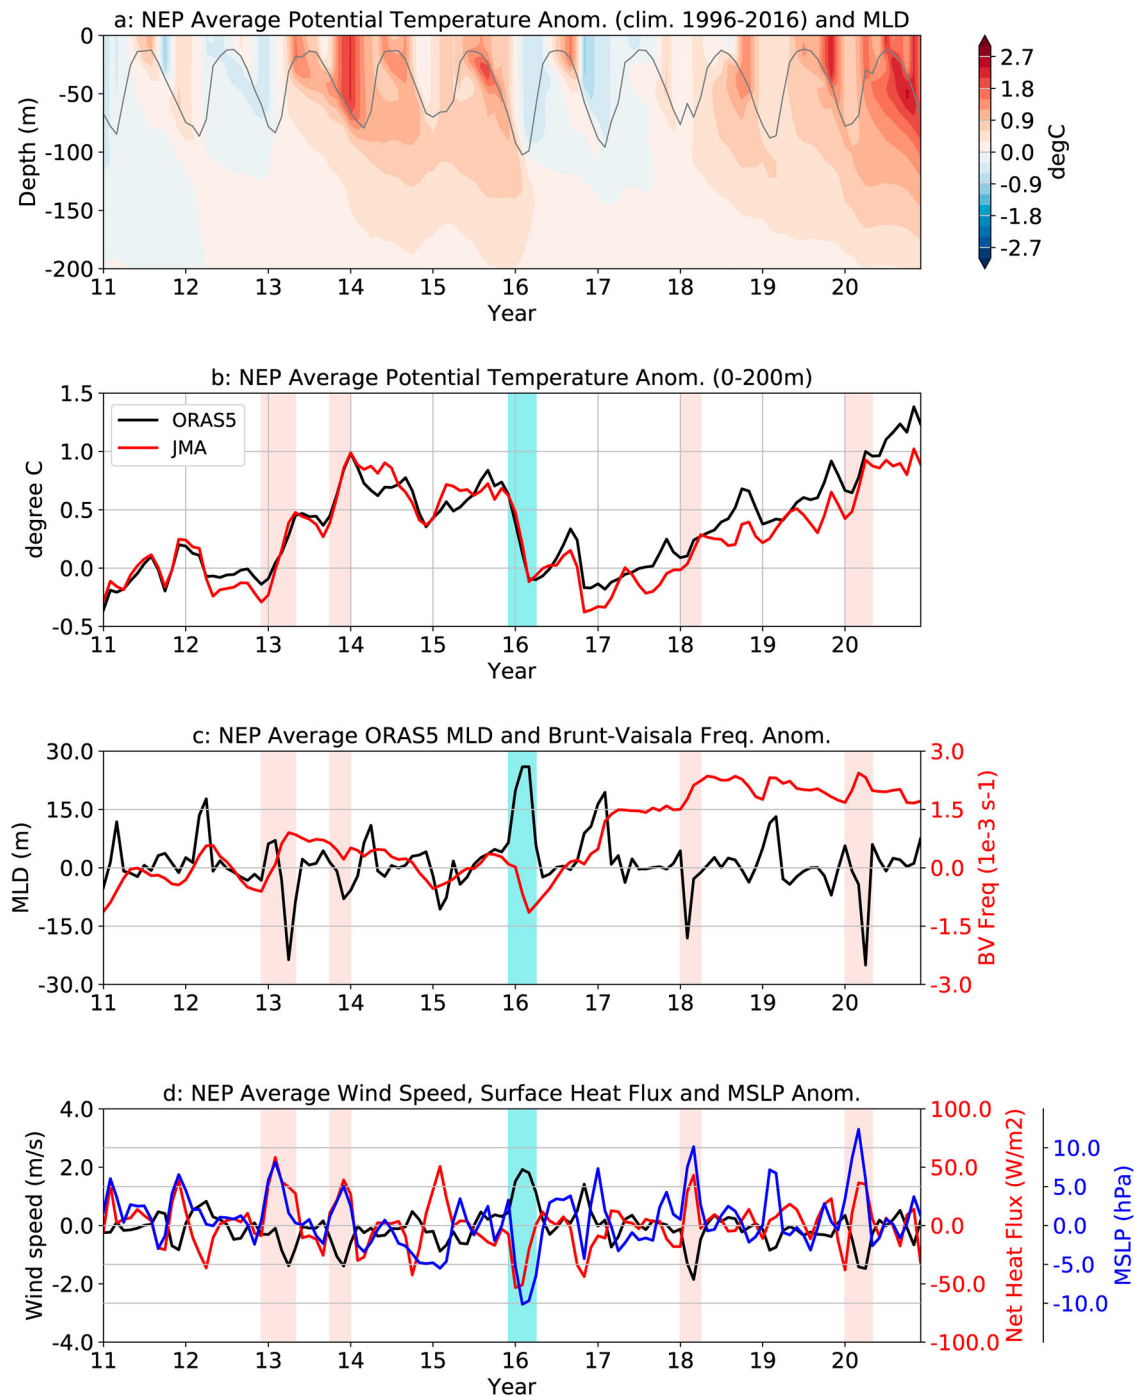 a: NEP Average Potential Temperature Anom. (clim. 1996-2016) and MLD
0
-50
-100
-150
-200
Depth (m)
11 12 13 14 15 16 17 18 19 20
Year
2.7
1.8
0.9
0.0
-0.9
-1.8
-2.7
degC
b: NEP Average Potential Temperature Anom. (0-200m)
1.5
1.0
0.5
0.0
-0.5
degree C
ORAS5
JMA
11 12 13 14 15 16 17 18 19 20
Year
c: NEP Average ORAS5 MLD and Brunt-Vaisala Freq. Anom.
30.0
15.0
0.0
-15.0
-30.0
MLD (m)
3.0
1.5
0.0
-1.5
-3.0
BV Freq (1e-3 s-1)
11 12 13 14 15 16 17 18 19 20
d: NEP Average Wind Speed, Surface Heat Flux and MSLP Anom.
4.0
2.0
0.0
-2.0
-4.0
Wind speed (m/s)
100.0
50.0
0.0
-50.0
-100.0
Net Heat Flux (W/m2)
10.0
5.0
0.0
-5.0
-10.0
MSLP (hPa)
11 12 13 14 15 16 17 18 19 20
Year